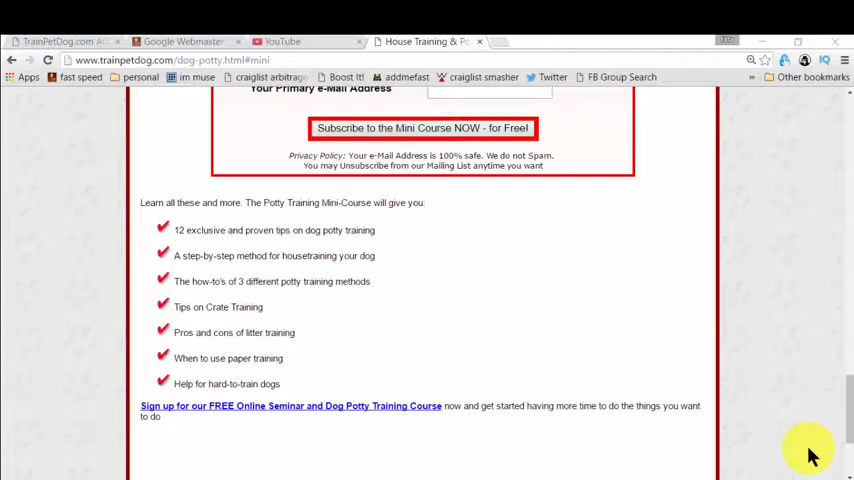 TrainPetDog.com
Google Webmaster
YouTube
House Training & Po
www.trainpetdog.com/dog-potty.html#mini
Apps fast speed personal im muse craiglist arbitrage Boost It! addmefast craiglist smasher Twitter FB Group Search » Other bookmarks
Your Primary e-Mail Address
Subscribe to the Mini Course NOW - for Free!
Privacy Policy: Your e-Mail Address is 100% safe. We do not Spam.
You may Unsubscribe from our Mailing List anytime you want
Learn all these and more. The Potty Training Mini-Course will give you:
12 exclusive and proven tips on dog potty training
A step-by-step method for housetraining your dog
The how-to's of 3 different potty training methods
Tips on Crate Training
Pros and cons of litter training
When to use paper training
Help for hard-to-train dogs
Sign up for our FREE Online Seminar and Dog Potty Training Course now and get started having more time to do the things you want
to do